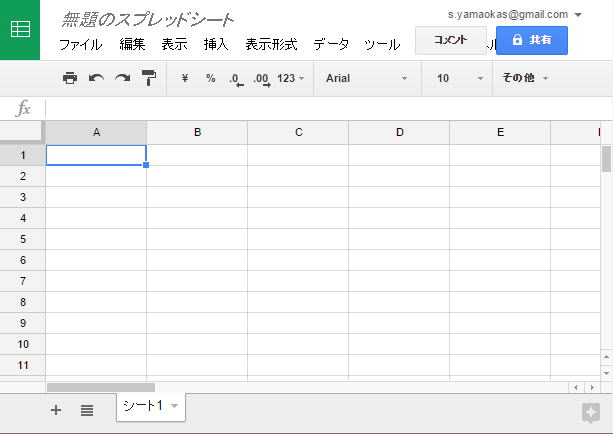 無題のスプレッドシート
s.yamaokas@gmail.com
ファイル 編集 表示 挿入 表示形式 データ ツール コメント 共有
¥ % .0 .00 123 Arial 10 その他
fx
A B C D E
1
2
3
4
5
6
7
8
9
10
11
シート1